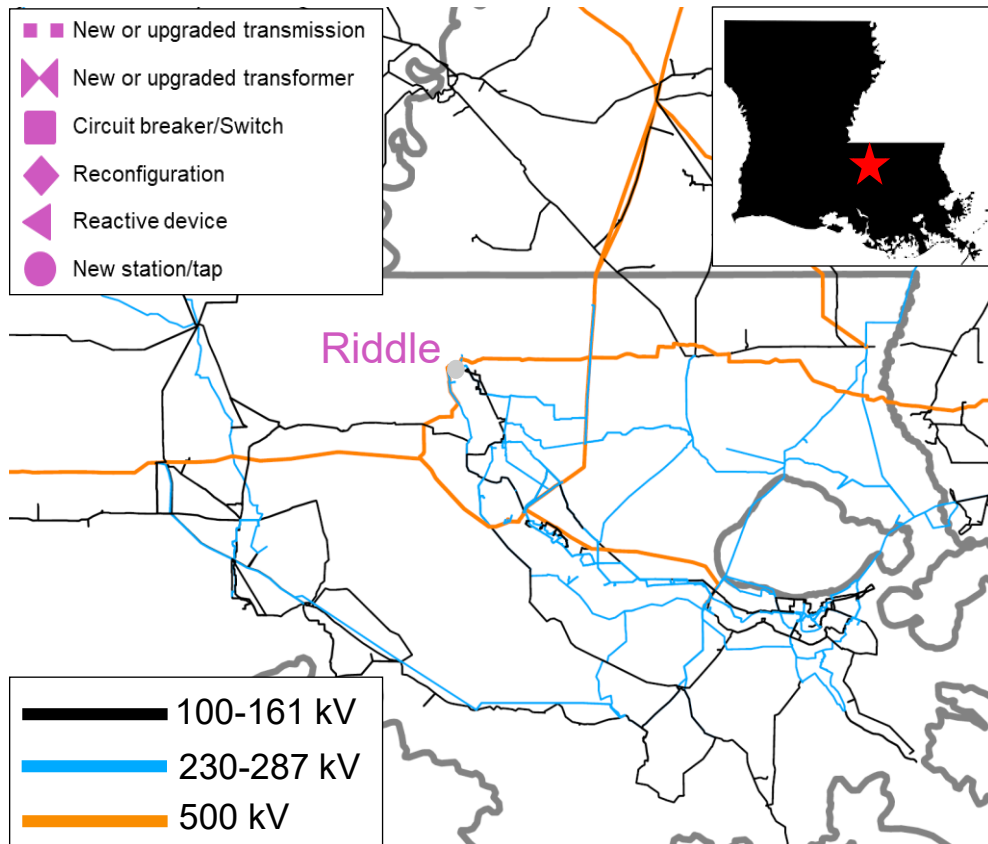 New or upgraded transmission
New or upgraded transformer
Circuit breaker/Switch
Reconfiguration
Reactive device
New station/tap
Riddle
100-161 kV
230-287 kV
500 kV